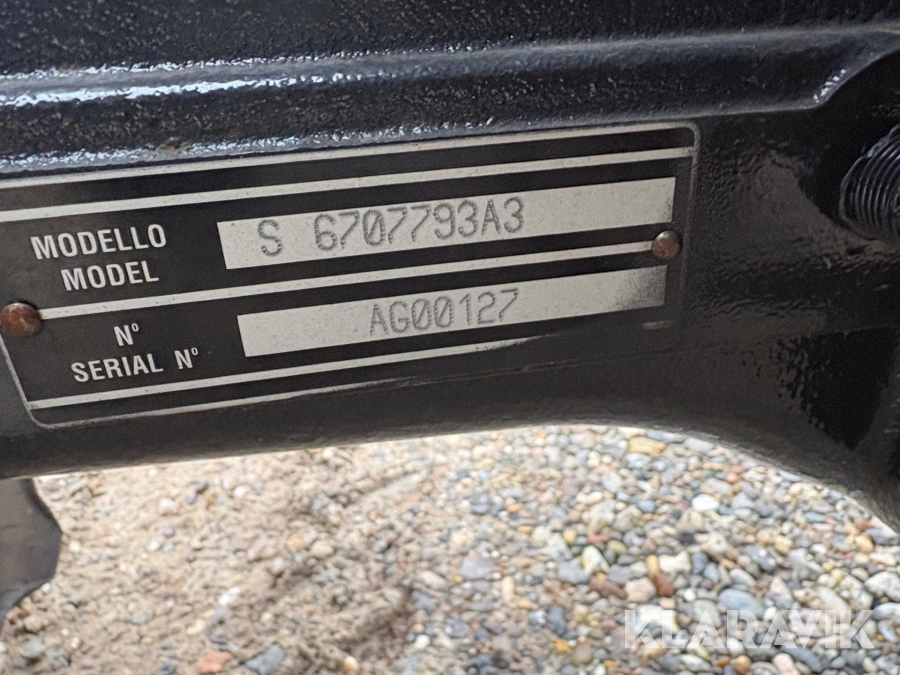 MODELLO
MODEL
S 6707793A3
N°
SERIAL N°
AG00127
KLARAVIK